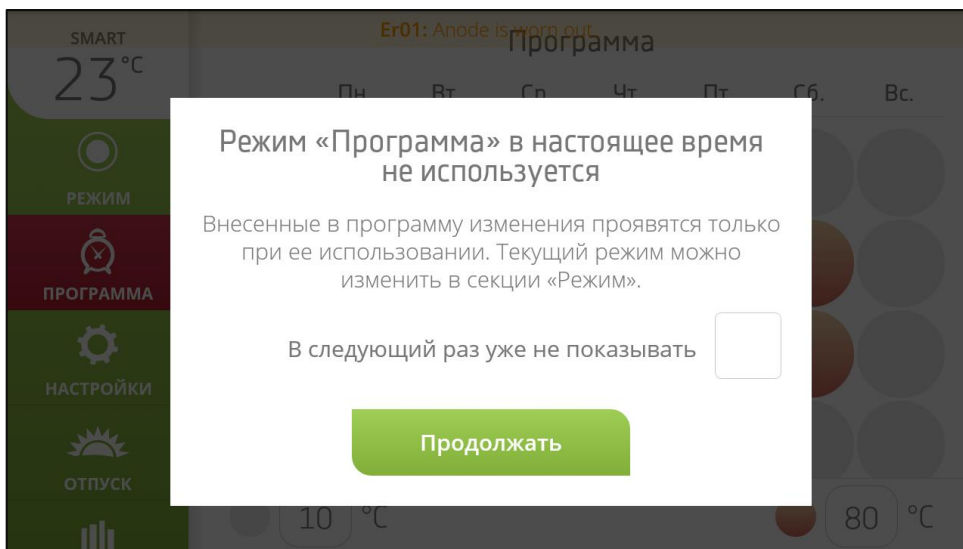 SMART
23 °C
Er01: Anode is worn out
Программа
Пн Вт Ср Чт Пт Сб. Вс.
Режим «Программа» в настоящее время
не используется
Внесенные в программу изменения проявятся только
при ее использовании. Текущий режим можно
изменить в секции «Режим».
В следующий раз уже не показывать
Продолжать
РЕЖИМ
ПРОГРАММА
НАСТРОЙКИ
ОТПУСК
10 °C
80 °C